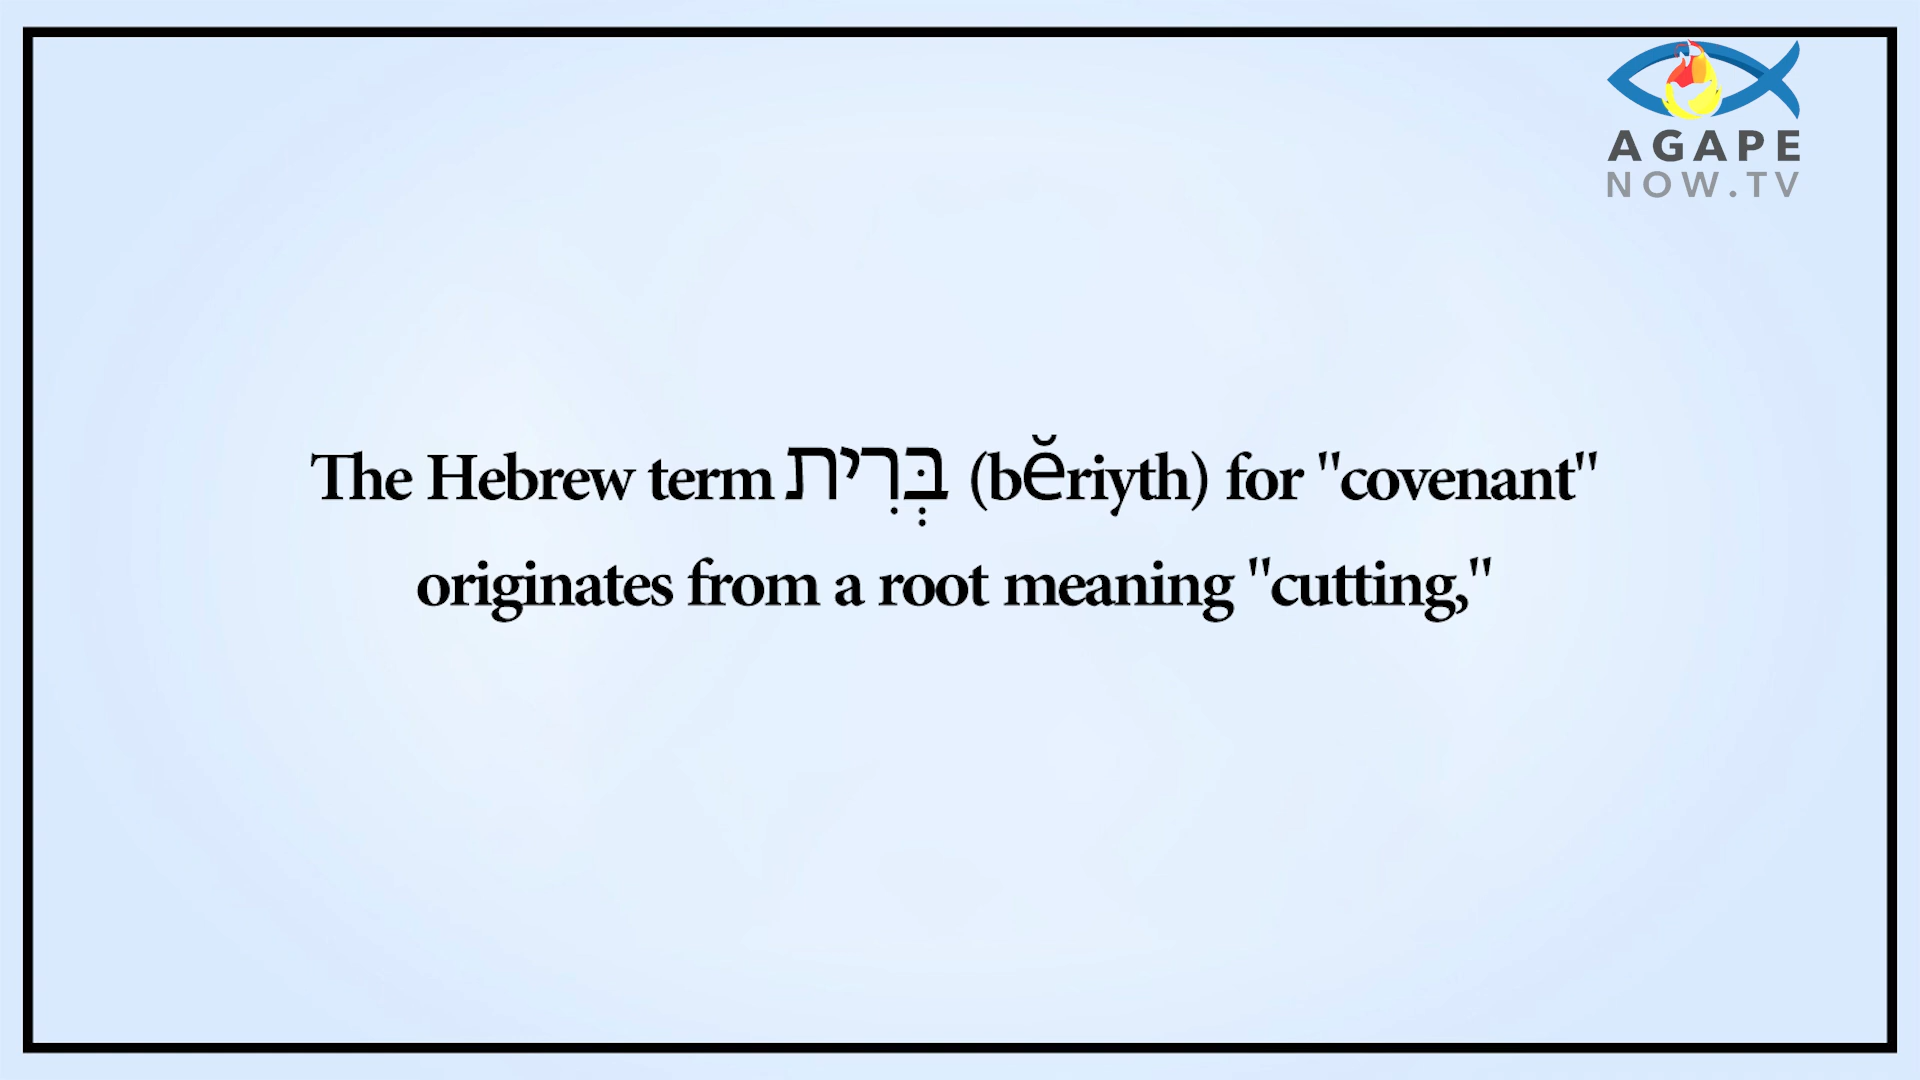 AGAPE
NOW.TV
The Hebrew term בְּרִית (bĕriyth) for "covenant"
originates from a root meaning "cutting,"